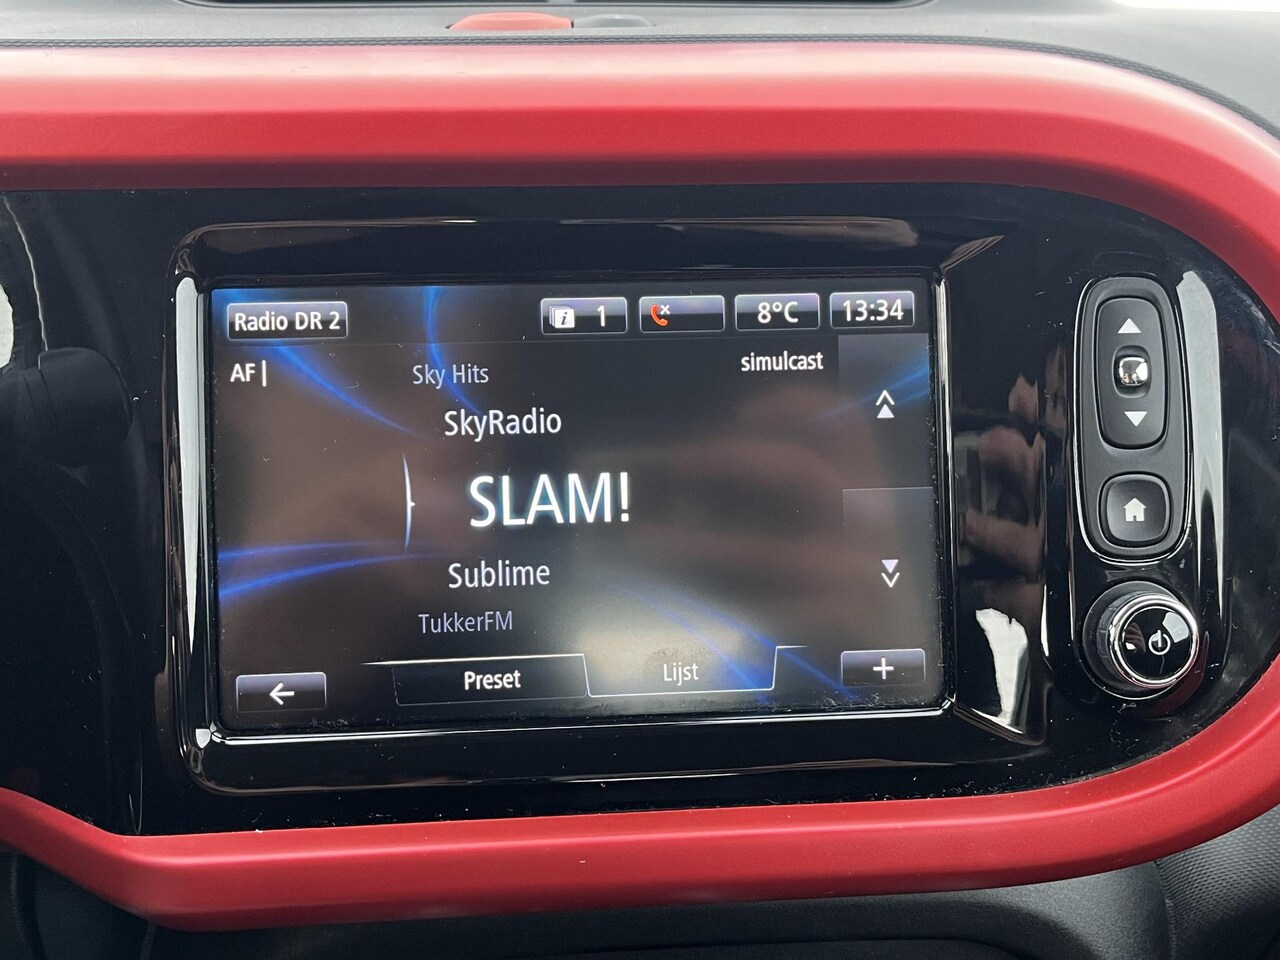 Radio DR 2
i 1
8°C
13:34
AF
Sky Hits
simulcast
SkyRadio
SLAM!
Sublime
TukkerFM
Preset
Lijst